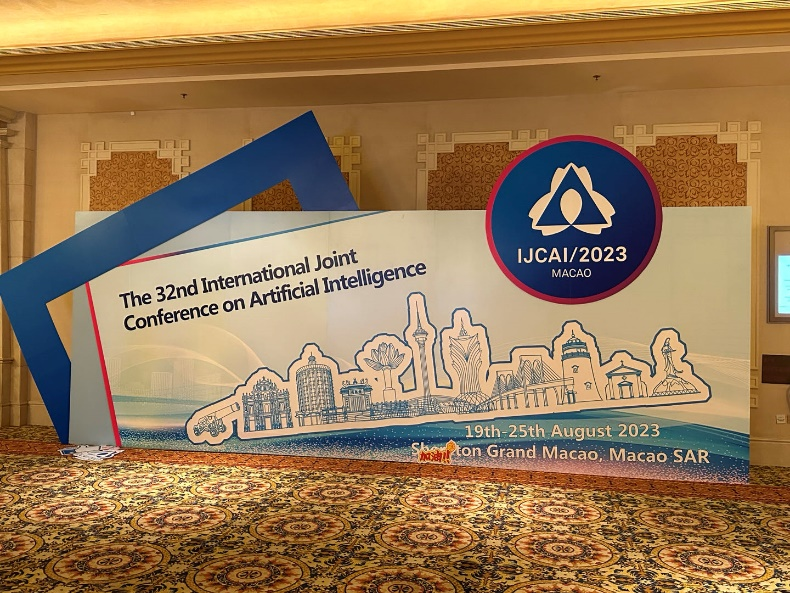 The 32nd International Joint
Conference on Artificial Intelligence
IJCAI/2023
MACAO
19th-25th August 2023
Grand Macao, Macao SAR